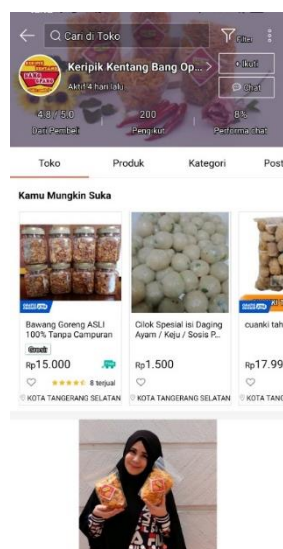 Cari di Toko
Filter
Keripik Kentang Bang Op... >
Aktif 4 hari lalu
+ Ikuti
Chat
4.8 / 5.0
200
8%
Dari Pembeli
Pengikut
Performa chat
Toko
Produk
Kategori
Post
Kamu Mungkin Suka
Bawang Goreng ASLI
100% Tanpa Campuran
Grosir
Rp15.000
8 terjual
KOTA TANGERANG SELATAN
Cilok Spesial isi Daging
Ayam / Keju / Sosis P...
Rp1.500
KOTA TANGERANG SELATAN
cuanki tah
Rp17.99
KOTA TANG